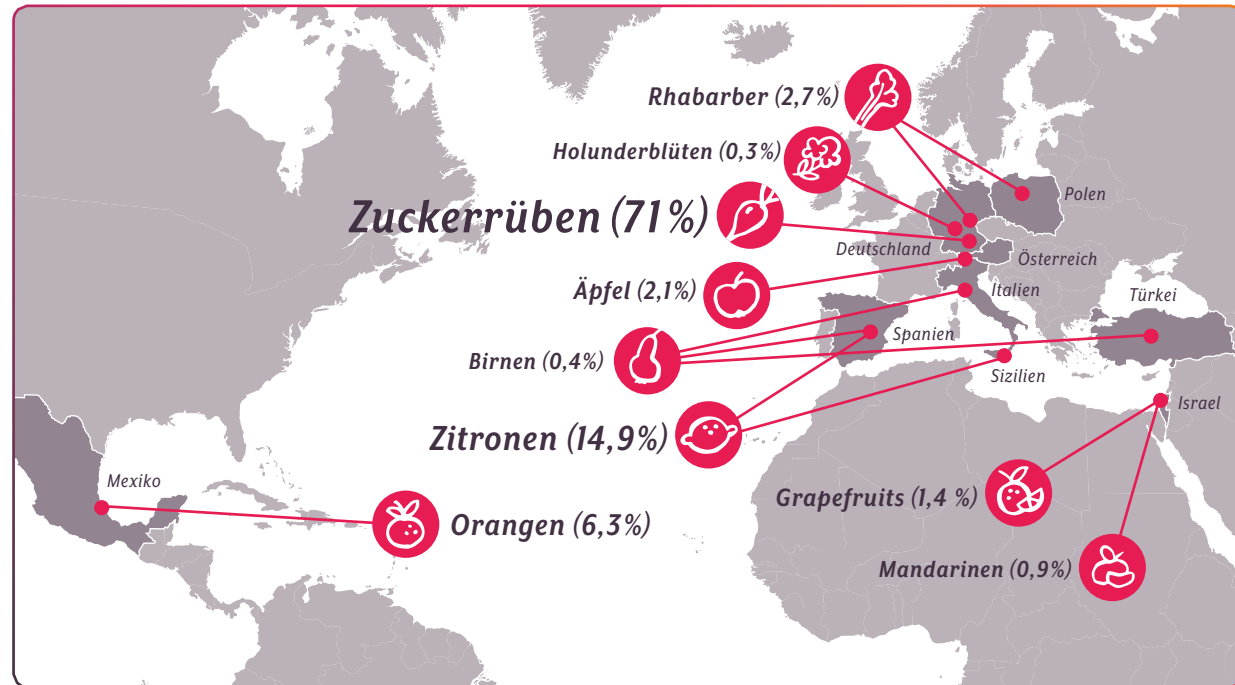 Rhabarber (2,7%)
Holunderblüten (0,3%)
Polen
Zuckerrüben (71%)
Deutschland
Österreich
Äpfel (2,1%)
Italien
Türkei
Spanien
Birnen (0,4%)
Sizilien
Israel
Zitronen (14,9%)
Mexiko
Grapefruits (1,4 %)
Orangen (6,3%)
Mandarinen (0,9%)